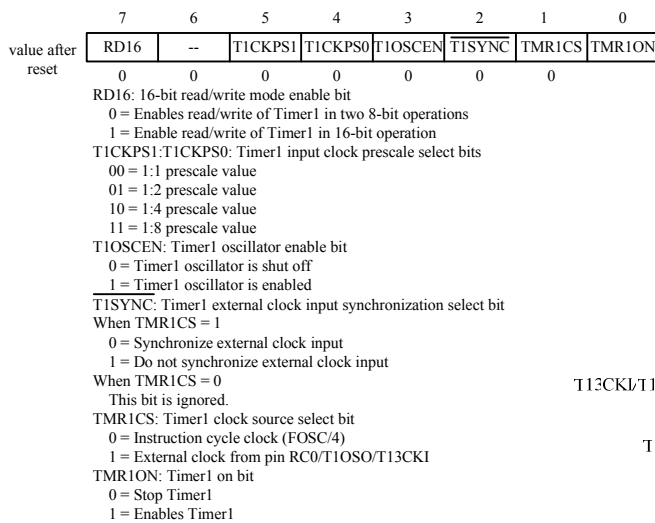 7 6 5 4 3 2 1 0
value after reset
RD16 -- T1CKPS1 T1CKPS0 T1OSCEN T1SYNC TMR1CS TMR1ON
0 0 0 0 0 0 0
RD16: 16-bit read/write mode enable bit
0 = Enables read/write of Timer1 in two 8-bit operations
1 = Enable read/write of Timer1 in 16-bit operation
T1CKPS1:T1CKPS0: Timer1 input clock prescale select bits
00 = 1:1 prescale value
01 = 1:2 prescale value
10 = 1:4 prescale value
11 = 1:8 prescale value
T1OSCEN: Timer1 oscillator enable bit
0 = Timer1 oscillator is shut off
1 = Timer1 oscillator is enabled
T1SYNC: Timer1 external clock input synchronization select bit
When TMR1CS = 1
0 = Synchronize external clock input
1 = Do not synchronize external clock input
When TMR1CS = 0
T13CKI/T1
This bit is ignored.
TMR1CS: Timer1 clock source select bit
0 = Instruction cycle clock (FOSC/4)
T
1 = External clock from pin RC0/T1OSO/T13CKI
TMR1ON: Timer1 on bit
0 = Stop Timer1
1 = Enables Timer1